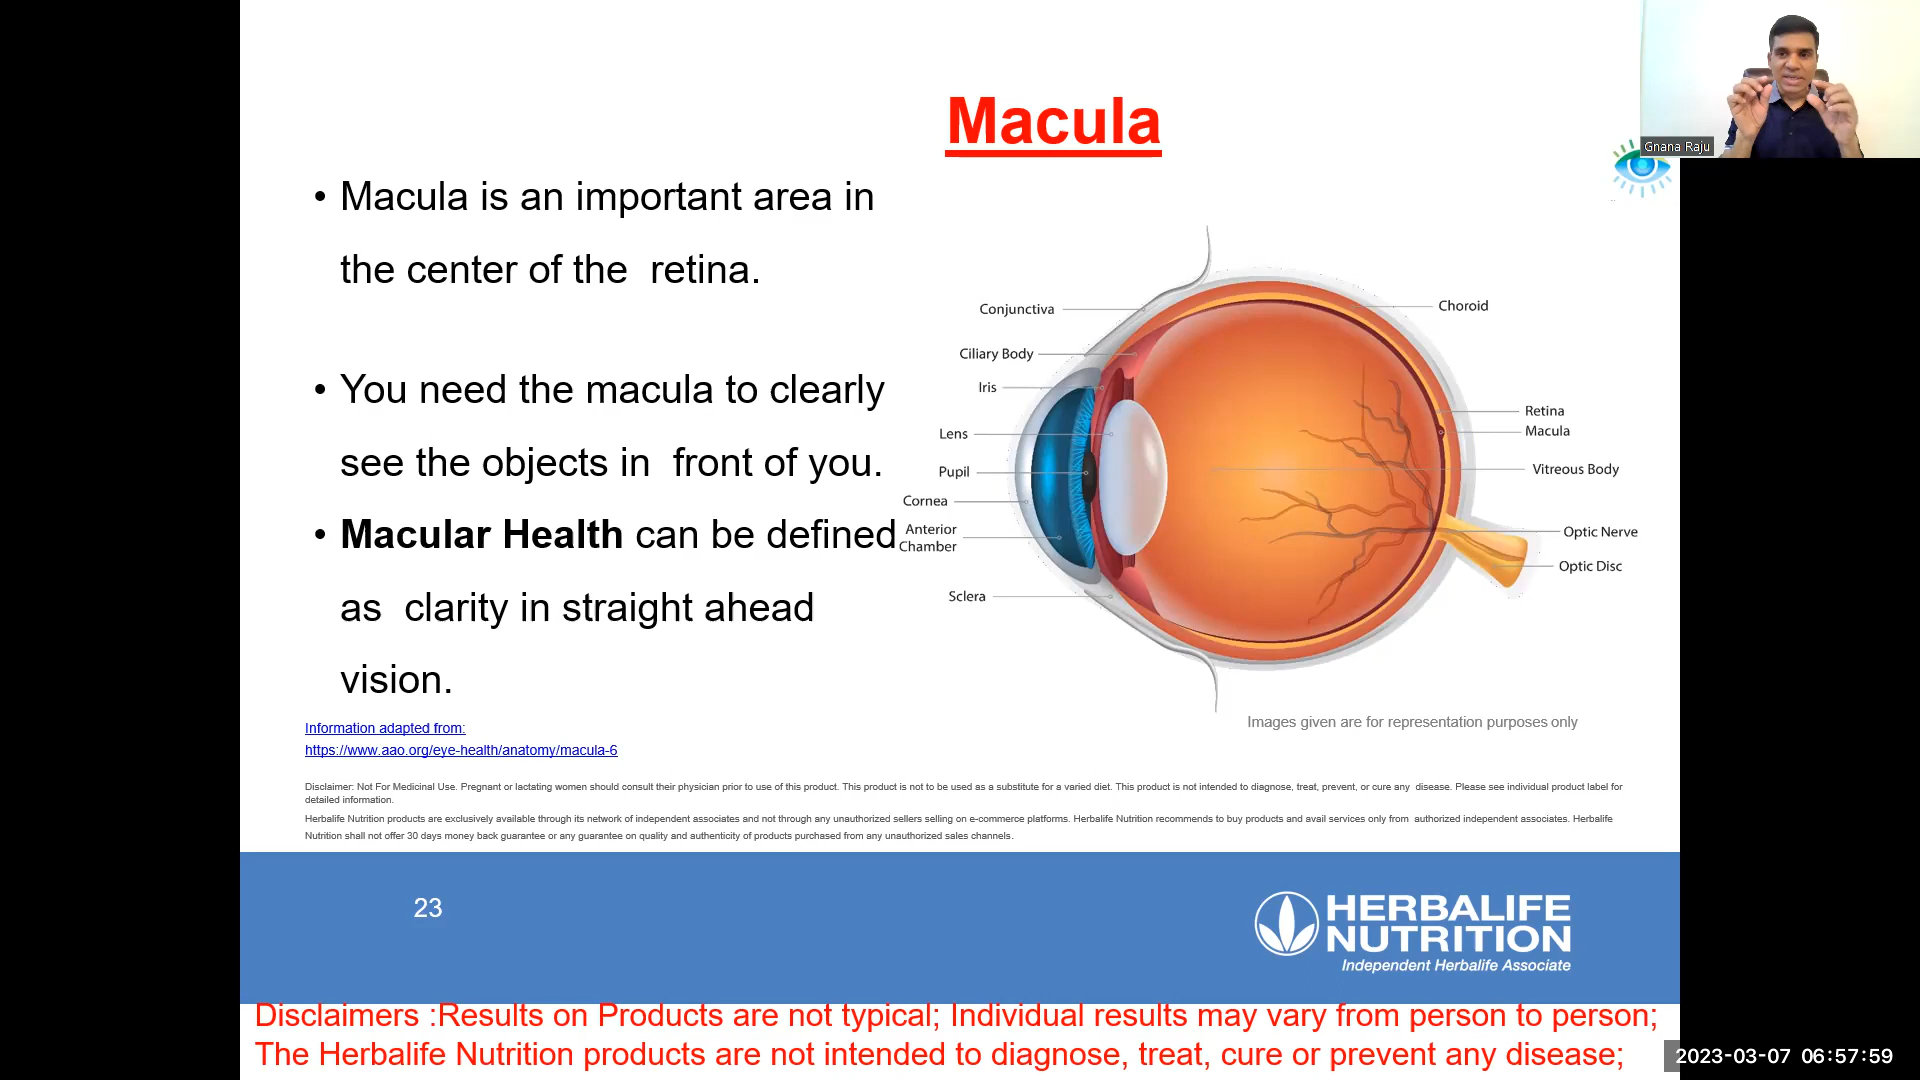 Macula
Gnana Raju
• Macula is an important area in
the center of the retina.
• You need the macula to clearly
see the objects in front of you.
• Macular Health can be defined
as clarity in straight ahead
vision.
Conjunctiva
Ciliary Body
Iris
Lens
Pupil
Cornea
Anterior
Chamber
Sclera
Choroid
Retina
Macula
Vitreous Body
Optic Nerve
Optic Disc
Images given are for representation purposes only
Information adapted from:
https://www.aao.org/eye-health/anatomy/macula-6
Disclaimer: Not For Medicinal Use. Pregnant or lactating women should consult their physician prior to use of this product. This product is not to be used as a substitute for a varied diet. This product is not intended to diagnose, treat, prevent, or cure any disease. Please see individual product label for
detailed information.
Herbalife Nutrition products are exclusively available through its network of independent associates and not through any unauthorized sellers selling on e-commerce platforms. Herbalife Nutrition recommends to buy products and avail services only from authorized independent associates. Herbalife
Nutrition shall not offer 30 days money back guarantee or any guarantee on quality and authenticity of products purchased from any unauthorized sales channels.
23
HERBALIFE
NUTRITION
Independent Herbalife Associate
Disclaimers :Results on Products are not typical; Individual results may vary from person to person;
The Herbalife Nutrition products are not intended to diagnose, treat, cure or prevent any disease;
2023-03-07 06:57:59